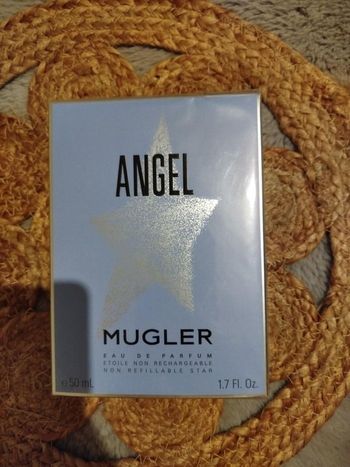 ANGEL
MUGLER
EAU DE PARFUM
ETOILE NON RECHARGEABLE
NON REFILLABLE STAR
e 50 mL 1.7 Fl. Oz.